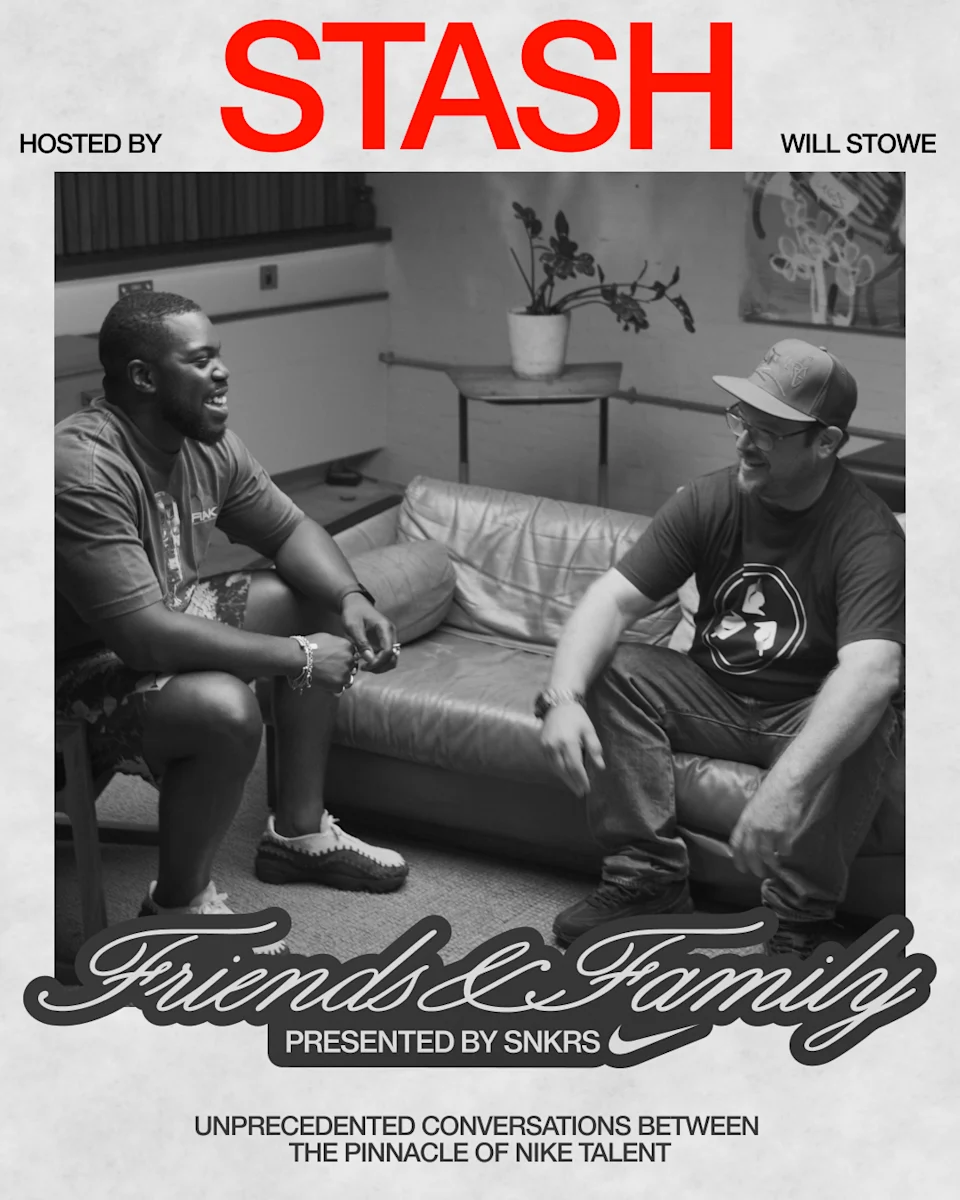 STASH
HOSTED BY
WILL STOWE
Friends & Family
PRESENTED BY SNKRS
UNPRECEDENTED CONVERSATIONS BETWEEN
THE PINNACLE OF NIKE TALENT